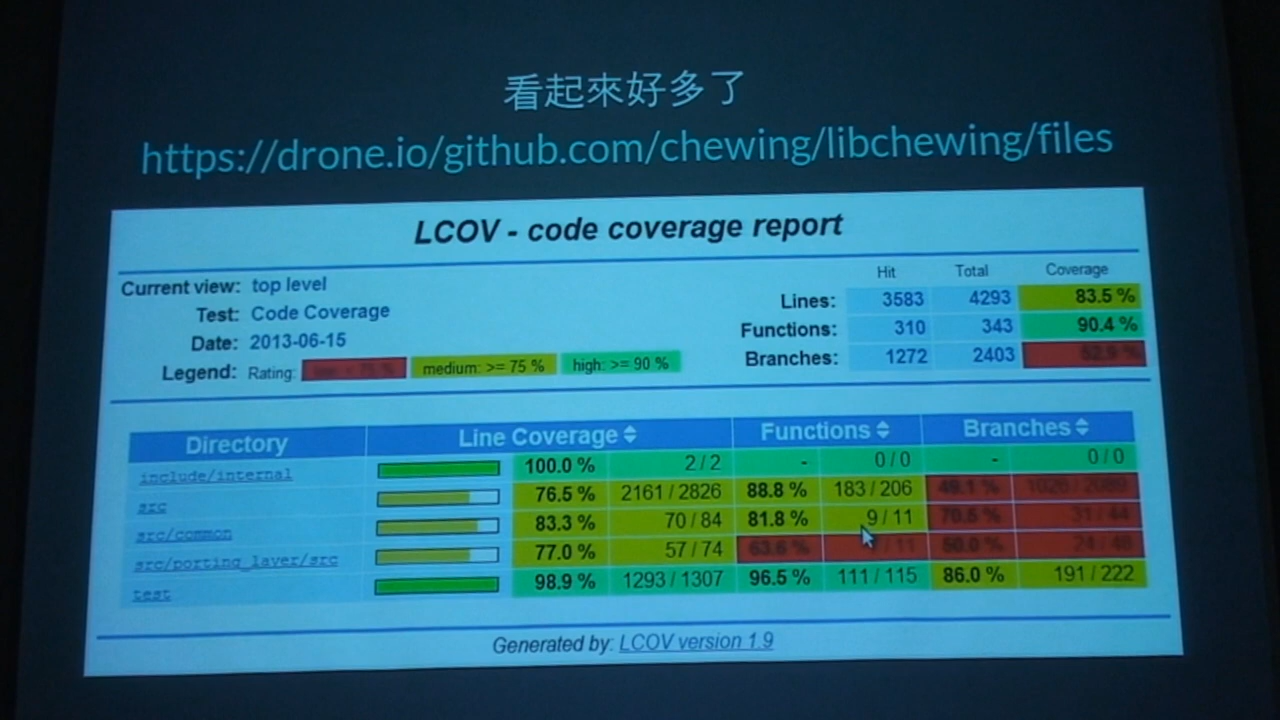 看起來好多了
https://drone.io/github.com/chewing/libchewing/files
LCOV - code coverage report
Current view: top level
Test: Code Coverage
Date: 2013-06-15
Legend: Rating: medium: >= 75 % high: >= 90 %
Hit Total Coverage
Lines: 3583 4293 83.5 %
Functions: 310 343 90.4 %
Branches: 1272 2403
Directory Line Coverage Functions Branches
include/internal 100.0 % 2 / 2 - 0 / 0 - 0 / 0
src 76.5 % 2161 / 2826 88.8 % 183 / 206
src/common 83.3 % 70 / 84 81.8 % 9 / 11
src/porting_layer/src 77.0 % 57 / 74
test 98.9 % 1293 / 1307 96.5 % 111 / 115 86.0 % 191 / 222
Generated by: LCOV version 1.9